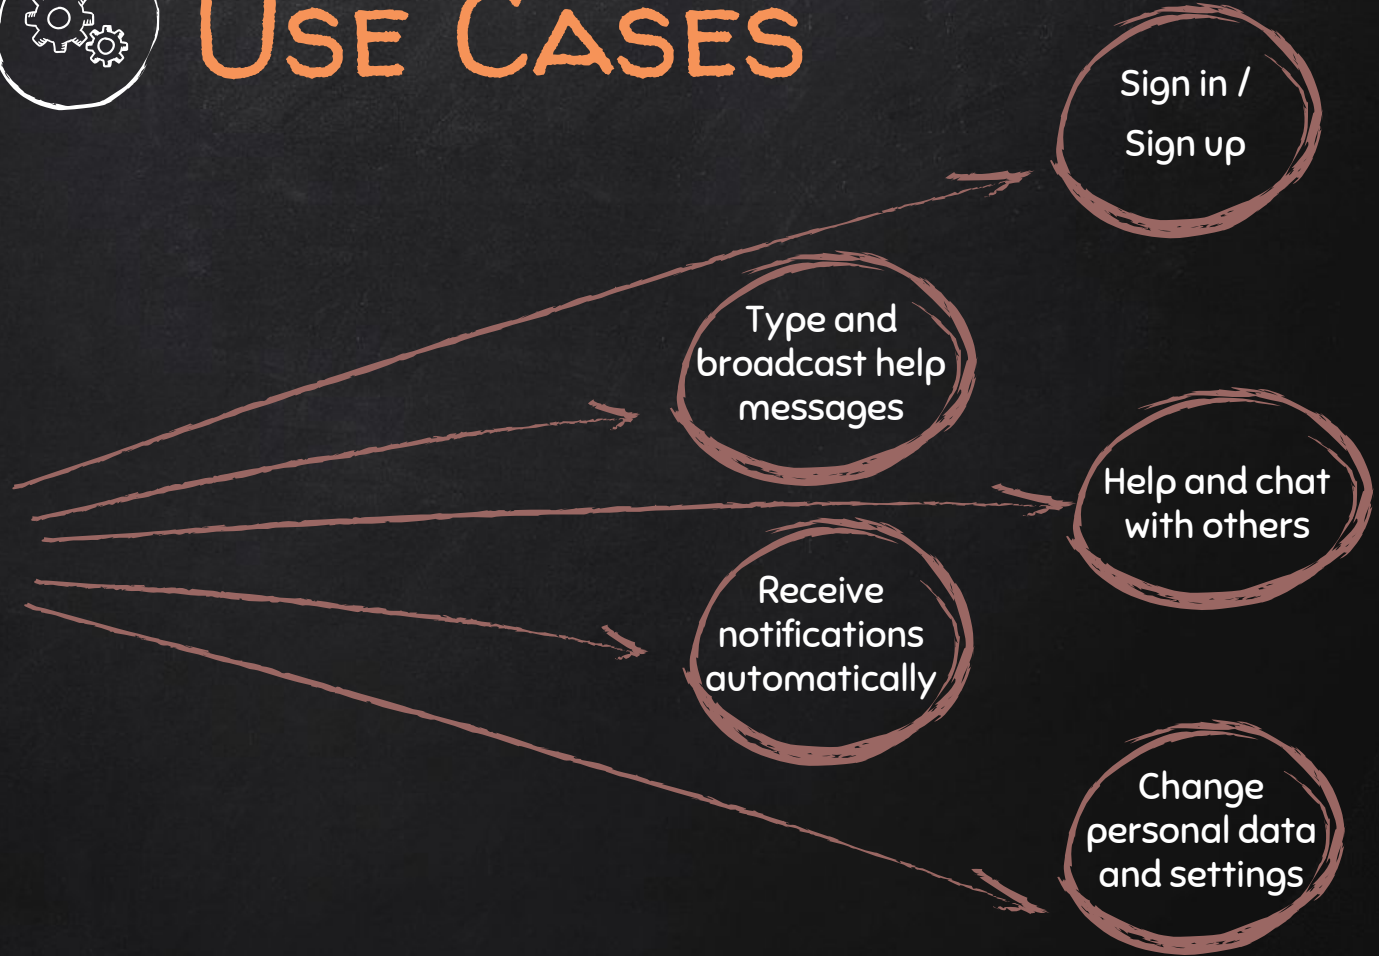 USE CASES
Sign in /
Sign up
Type and
broadcast help
messages
Help and chat
with others
Receive
notifications
automatically
Change
personal data
and settings